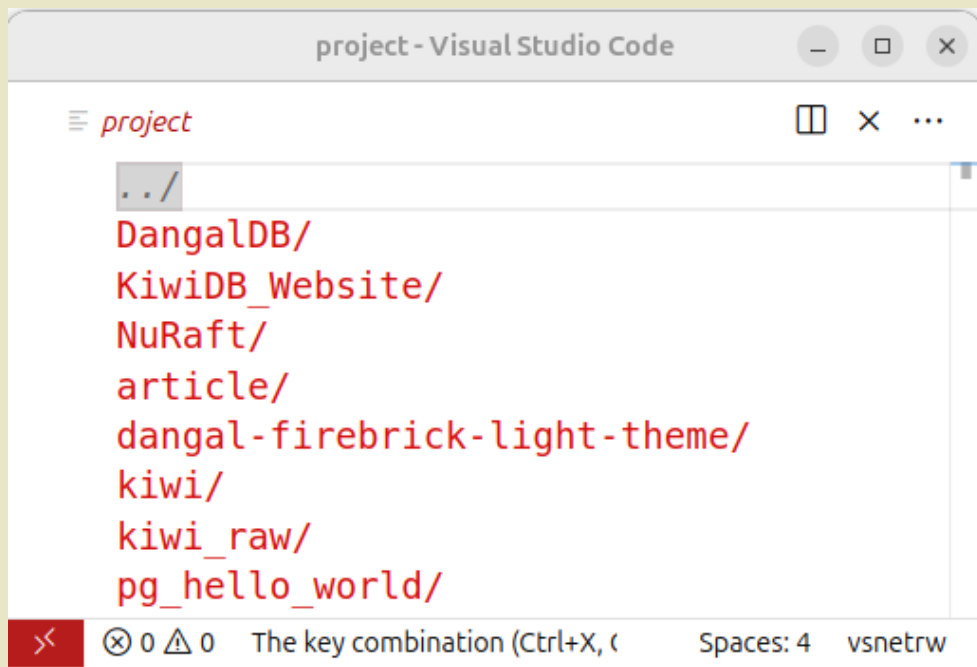 project - Visual Studio Code
project
../
DangalDB/
KiwiDB_Website/
NuRaft/
article/
dangal-firebrick-light-theme/
kiwi/
kiwi_raw/
pg_hello_world/
0 0 The key combination (Ctrl+X, Spaces: 4 vsnetrw